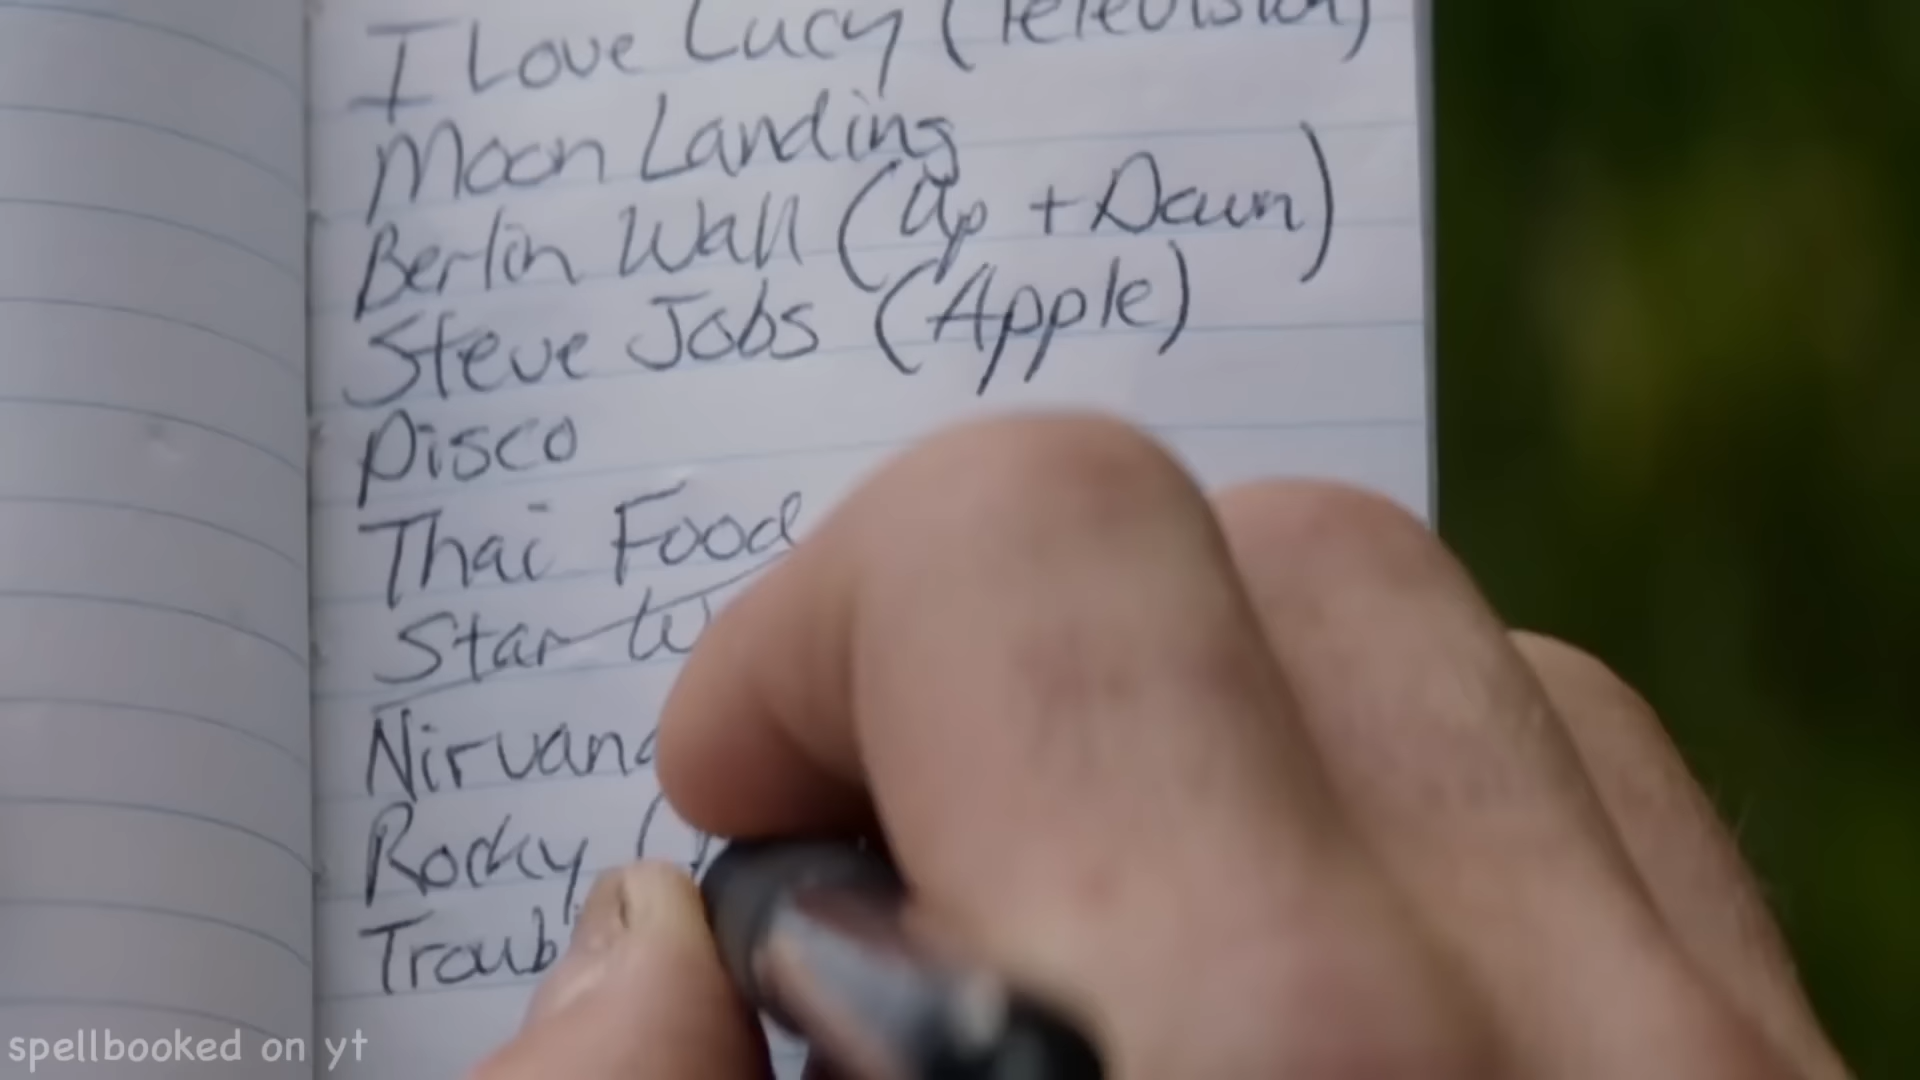 I Love Lucy (Television)
Moon Landing
Berlin Wall (Up + Down)
Steve Jobs (Apple)
Disco
Thai Food
Star W
Nirvana
Rocky (
Troub
spellbooked on yt